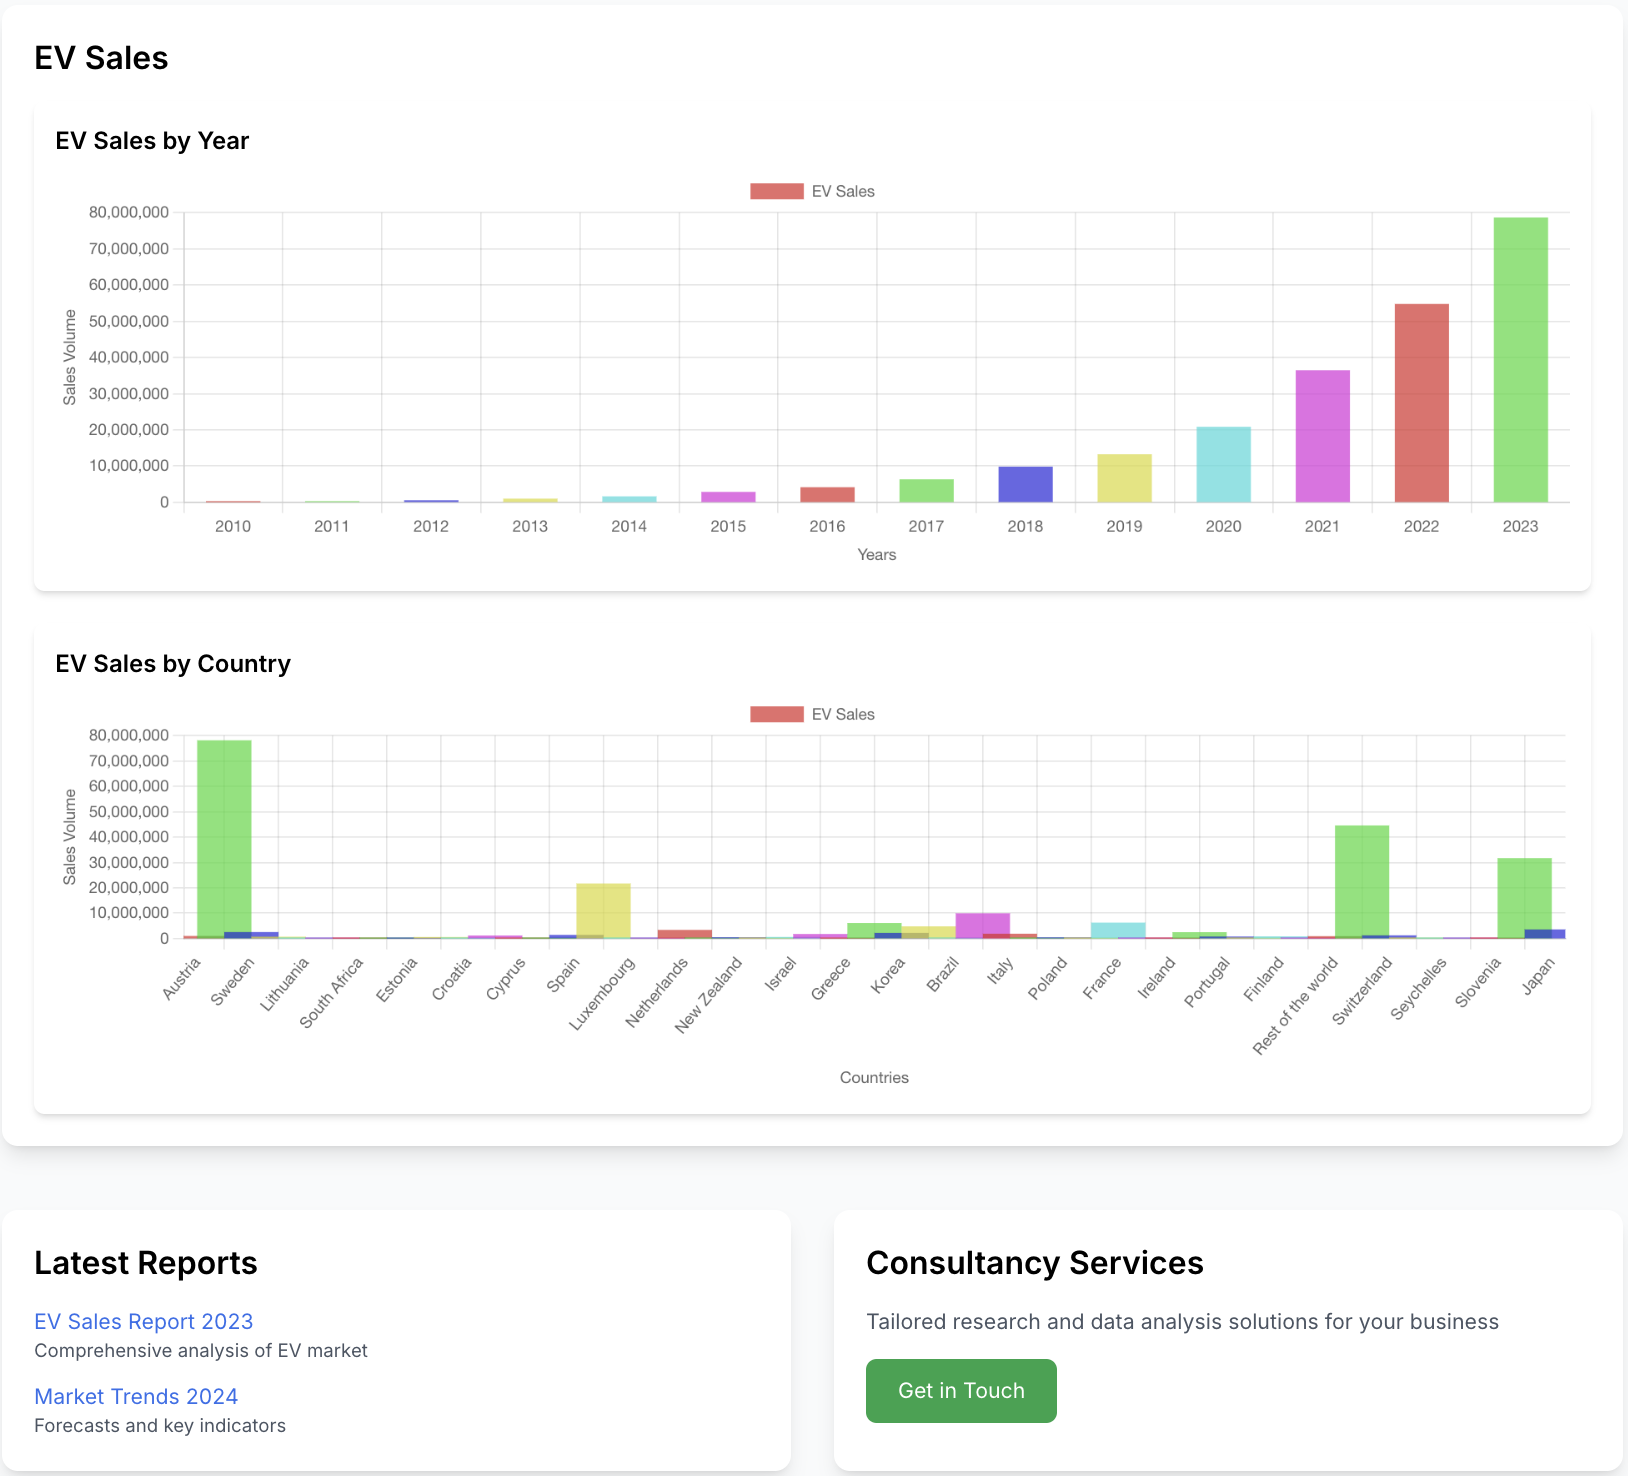 EV Sales
EV Sales by Year
EV Sales
80,000,000
70,000,000
60,000,000
50,000,000
40,000,000
30,000,000
20,000,000
10,000,000
0
Sales Volume
2010 2011 2012 2013 2014 2015 2016 2017 2018 2019 2020 2021 2022 2023
Years
EV Sales by Country
EV Sales
80,000,000
70,000,000
60,000,000
50,000,000
40,000,000
30,000,000
20,000,000
10,000,000
0
Sales Volume
Austria Sweden Lithuania South Africa Estonia Croatia Cyprus Spain Luxembourg Netherlands New Zealand Israel Greece Korea Brazil Italy Poland France Ireland Portugal Finland Rest of the world Switzerland Seychelles Slovenia Japan
Countries
Latest Reports
EV Sales Report 2023
Comprehensive analysis of EV market
Market Trends 2024
Forecasts and key indicators
Consultancy Services
Tailored research and data analysis solutions for your business
Get in Touch